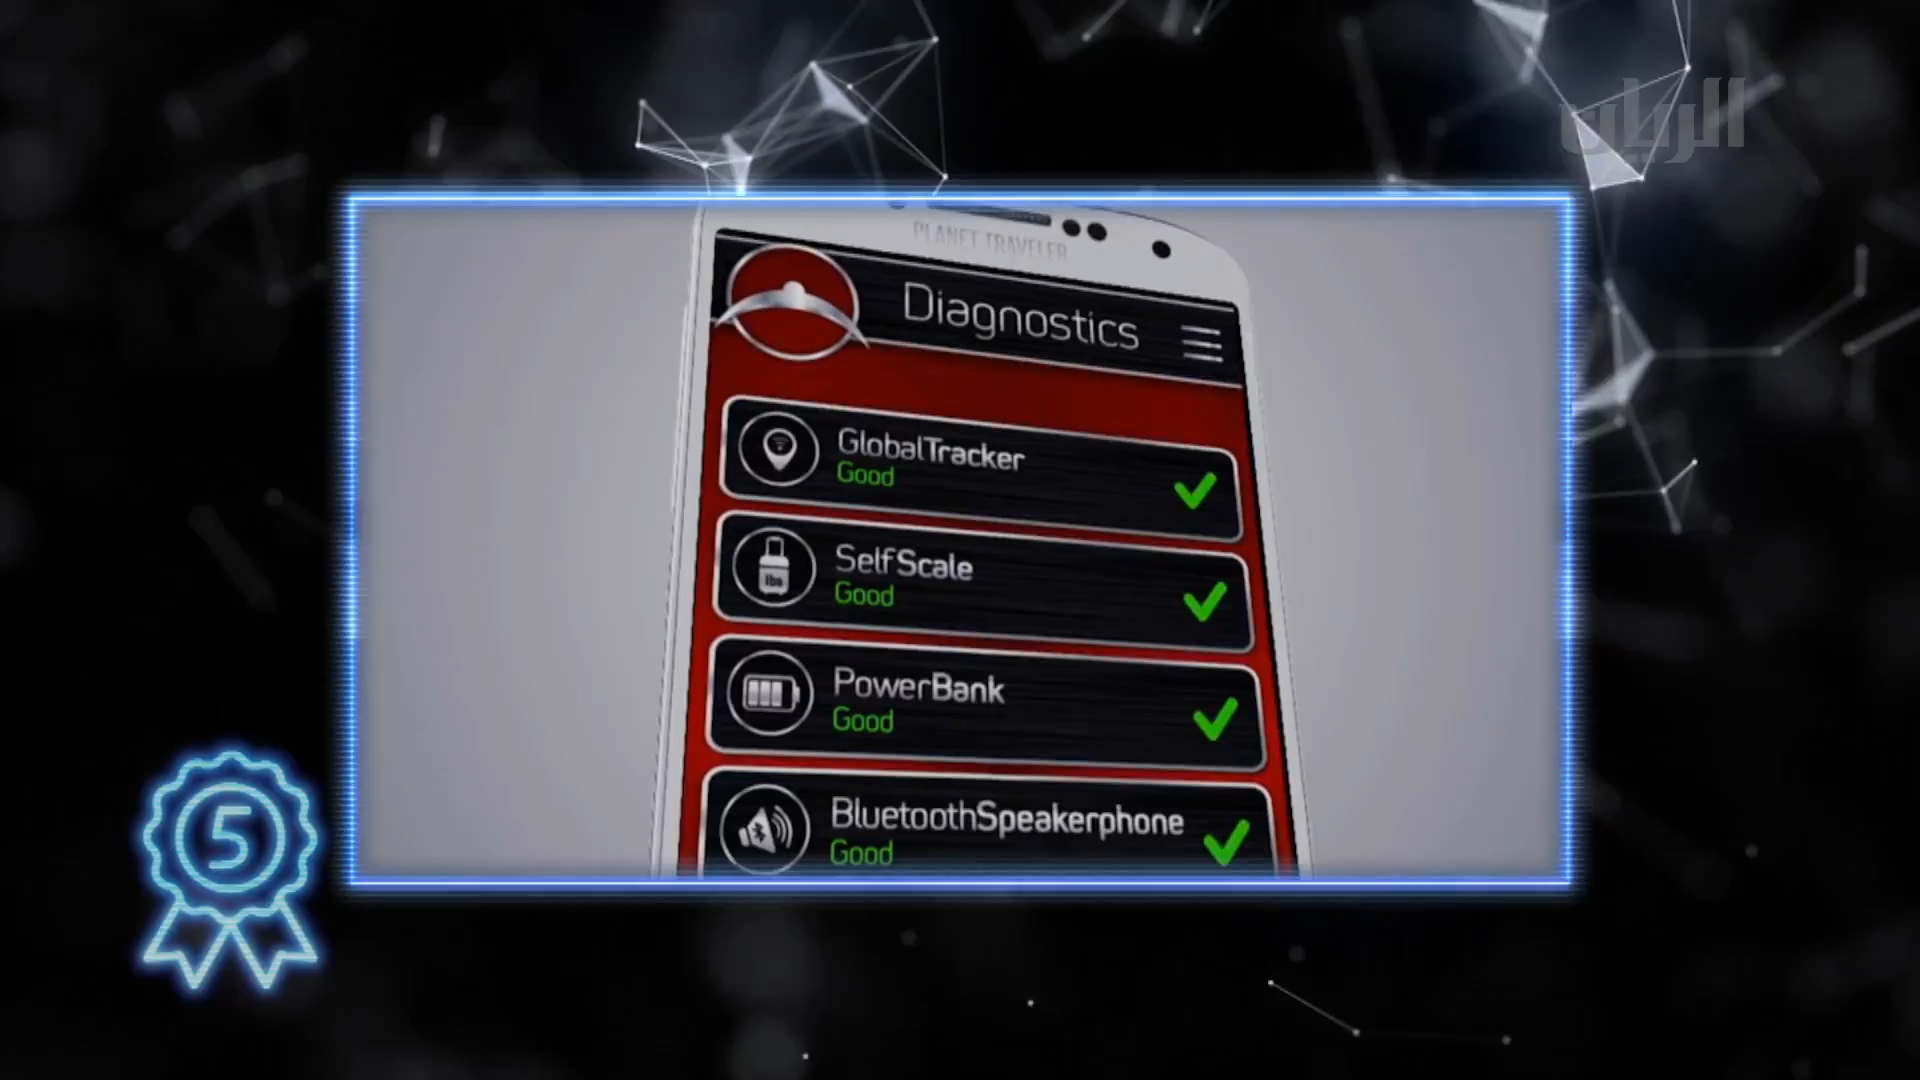 الريان
PLANET TRAVELER
Diagnostics
GlobalTracker
Good
SelfScale
Good
lbs
PowerBank
Good
BluetoothSpeakerphone
Good
5